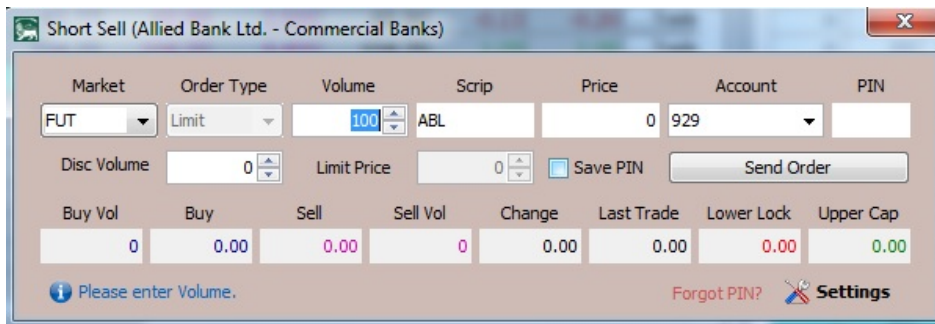 Short Sell (Allied Bank Ltd. - Commercial Banks)
Market Order Type Volume Scrip Price Account PIN
FUT Limit 100 ABL 0 929
Disc Volume 0 Limit Price 0 Save PIN Send Order
Buy Vol Buy Sell Sell Vol Change Last Trade Lower Lock Upper Cap
0 0.00 0.00 0 0.00 0.00 0.00 0.00
Please enter Volume. Forgot PIN? Settings